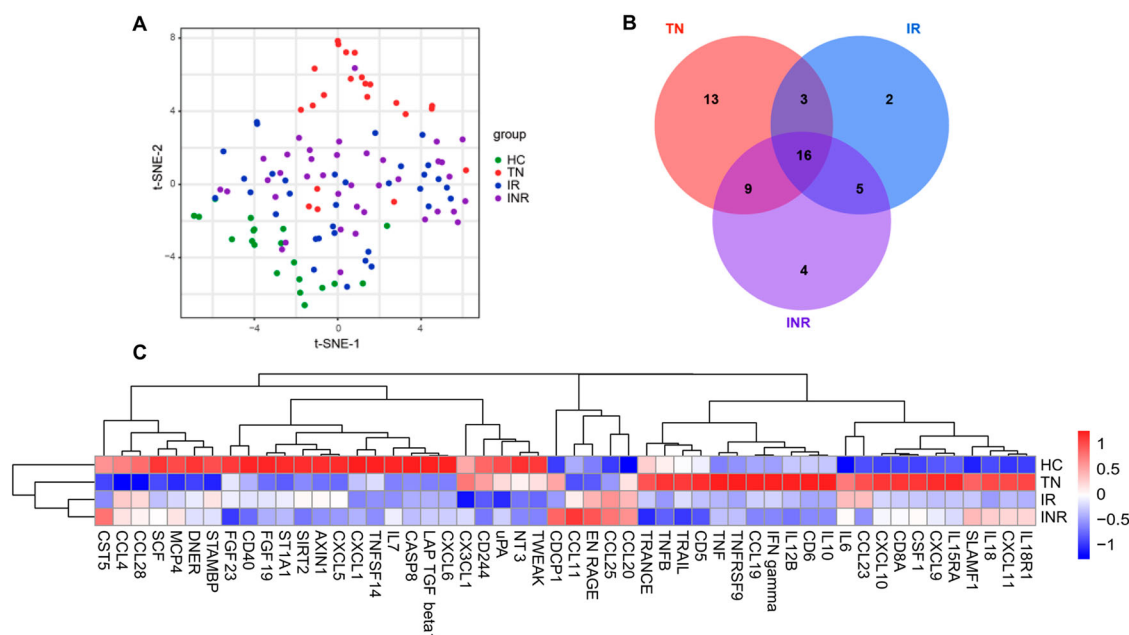 A
8
4
0
−4
−4
0
4
t-SNE-2
t-SNE-1
group
HC
TN
IR
INR
B
TN
IR
13
3
2
16
9
5
4
INR
C
HC
TN
IR
INR
1
0.5
0
−0.5
−1
CST5
CCL4
CCL28
SCF
MCP4
DNER
STAMBP
FGF23
CD40
FGF19
ST1A1
SIRT2
AXIN1
CXCL5
CXCL1
TNFSF14
IL7
CASP8
LAP TGF beta1
CXCL6
CX3CL1
CD244
uPA
NT3
TWEAK
CDCP1
CCL11
EN RAGE
CCL25
CCL20
TRANCE
TNFB
TRAIL
CD5
TNF
TNFRSF9
CCL19
IFN gamma
IL12B
CD6
IL10
IL6
CCL23
CXCL10
CD8A
CSF1
CXCL9
IL15RA
SLAMF1
IL18
CXCL11
IL18R1